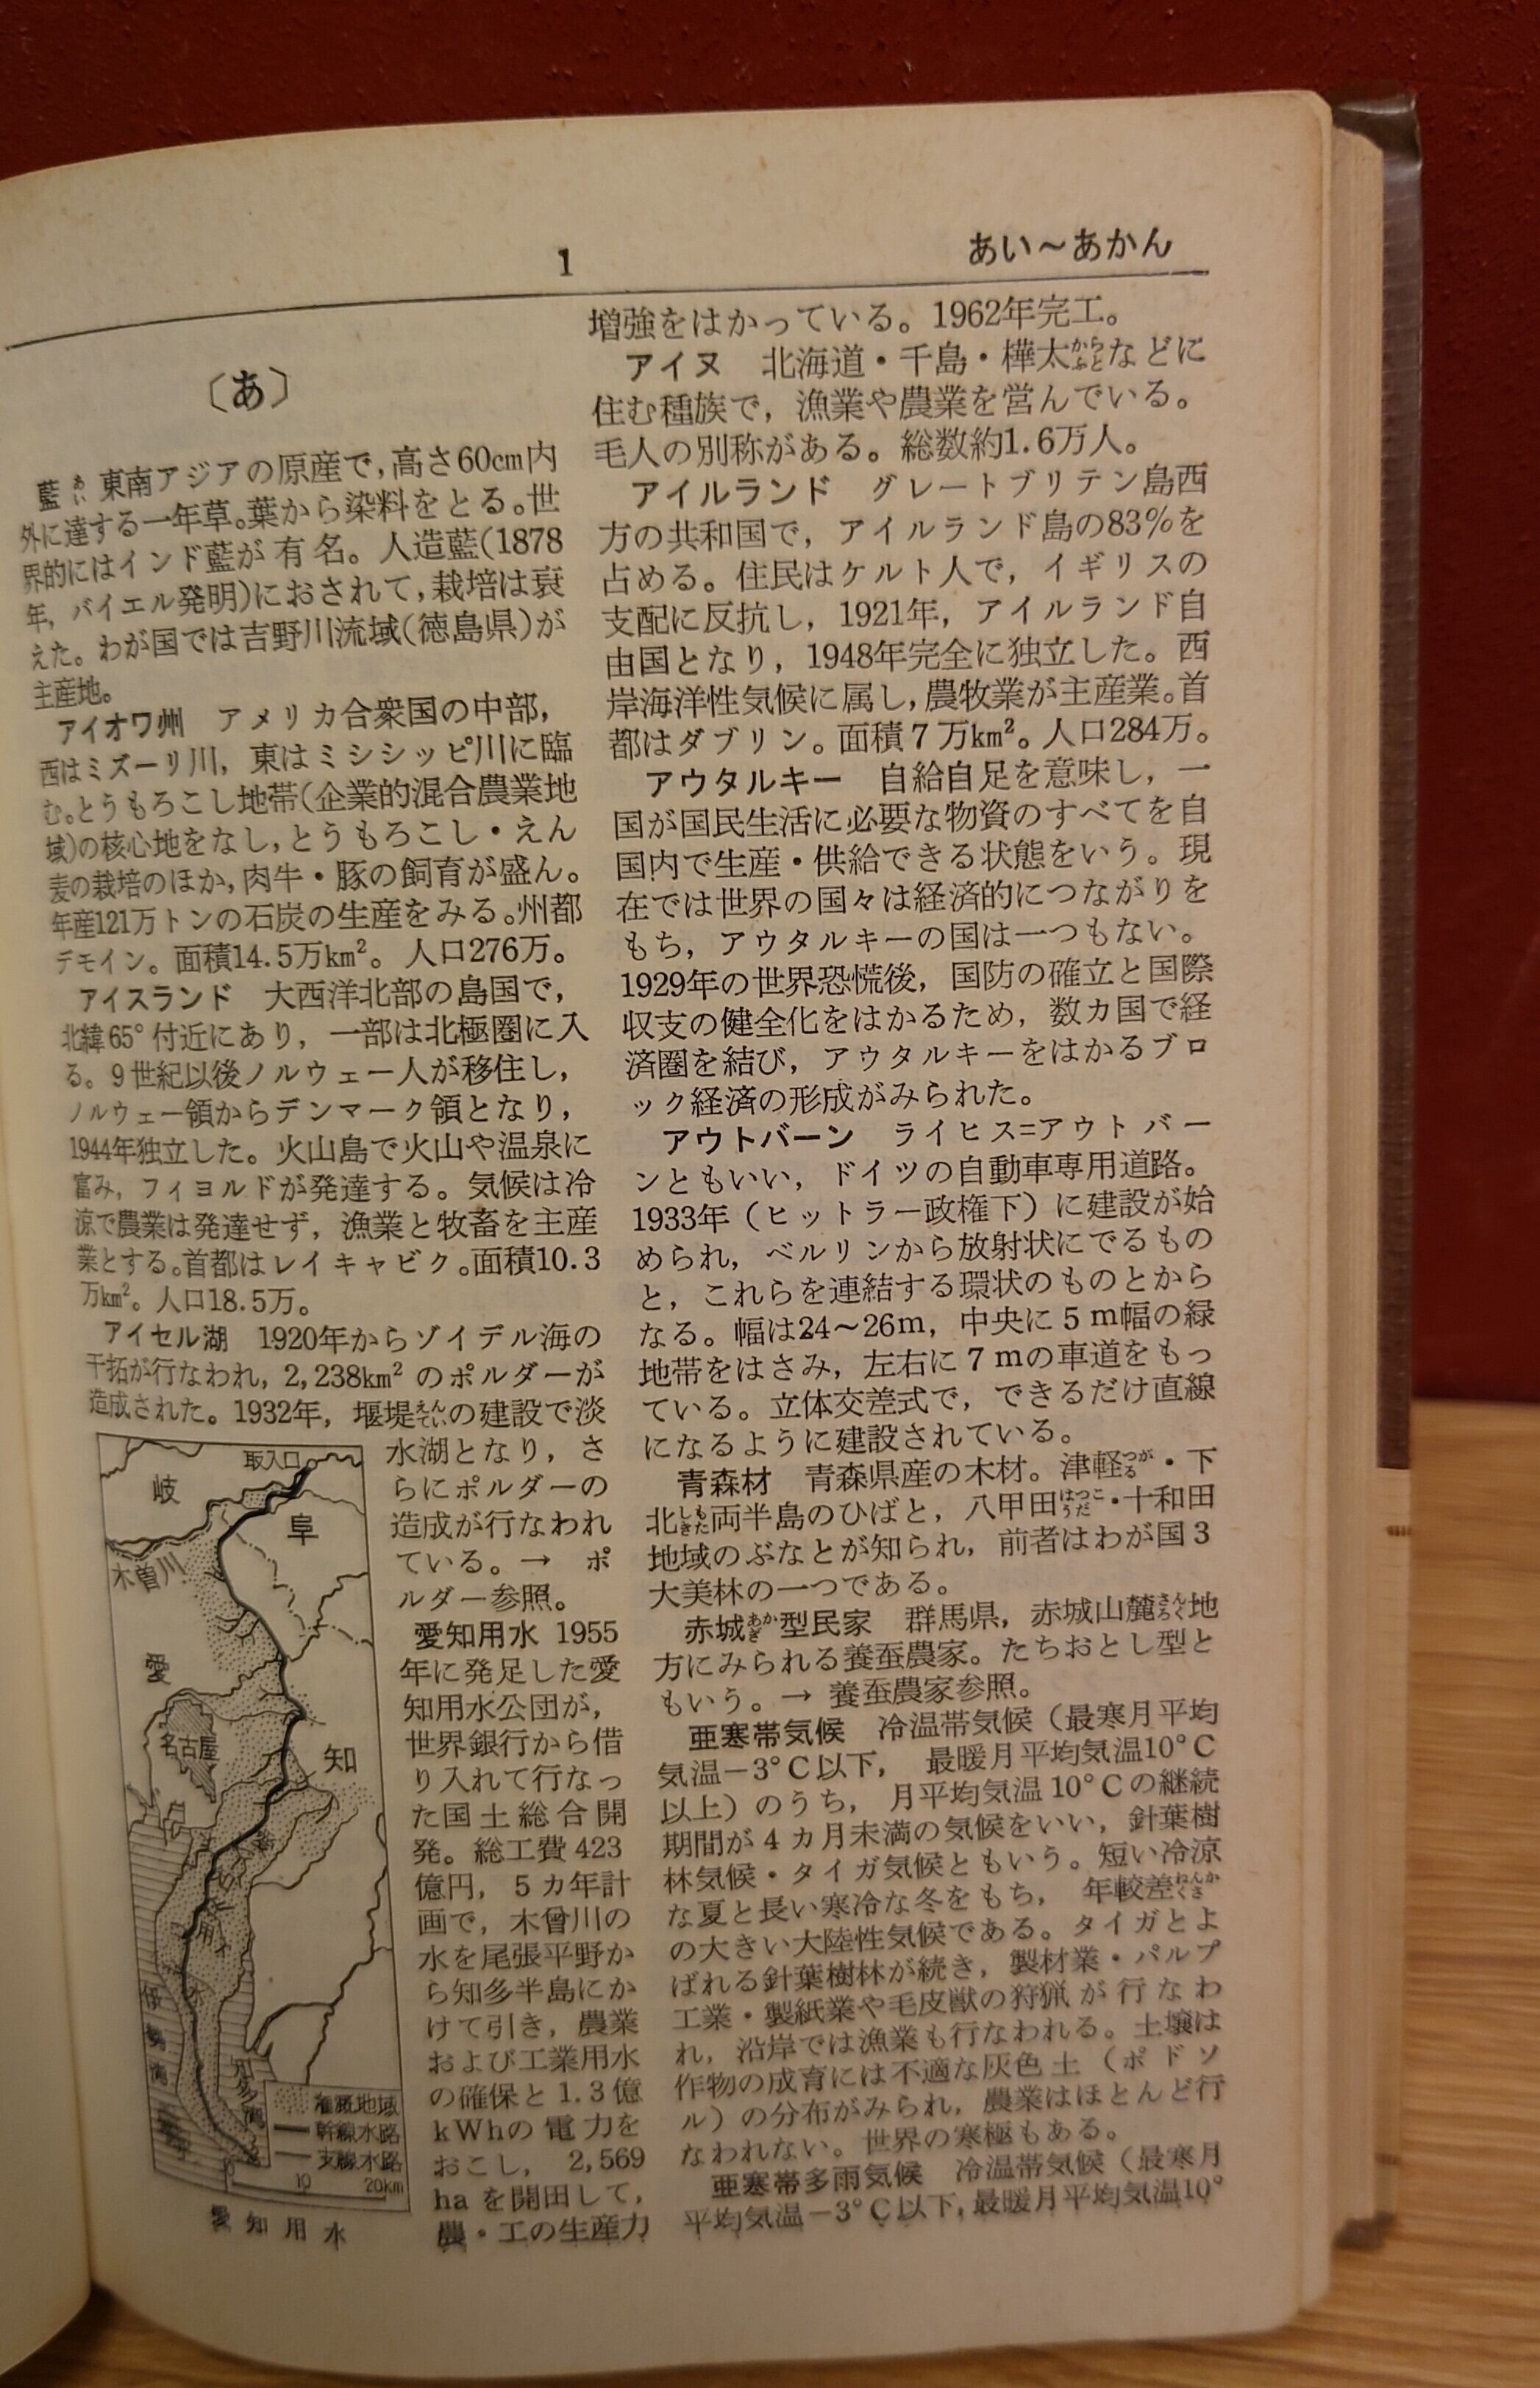 1
あい～あかん
〔あ〕
藍あい 東南アジアの原産で,高さ60cm内
外に達する一年草。葉から染料をとる。世
界的にはインド藍が有名。人造藍(1878
年,バイエル発明)におされて,栽培は衰
えた。わが国では吉野川流域(徳島県)が
主産地。
アイオワ州 アメリカ合衆国の中部,
西はミズーリ川,東はミシシッピ川に臨
む。とうもろこし地帯(企業的混合農業地
域)の核心地をなし,とうもろこし・えん
麦の栽培のほか,肉牛・豚の飼育が盛ん。
年産121万トンの石炭の生産をみる。州都
デモイン。面積14.5万km²。人口276万。
アイスランド 大西洋北部の島国で,
北緯65°付近にあり,一部は北極圏に入
る。9世紀以後ノルウェー人が移住し,
ノルウェー領からデンマーク領となり,
1944年独立した。火山島で火山や温泉に
富み,フィヨルドが発達する。気候は冷
涼で農業は発達せず,漁業と牧畜を主産
業とする。首都はレイキャビク。面積10.3
万km²。人口18.5万。
アイセル湖 1920年からゾイデル海の
干拓が行なわれ,2,238km²のポルダーが
造成された。1932年,堰堤えんていの建設で淡
水湖となり,さ
らにポルダーの
造成が行なわれ
ている。→ ポ
ルダー参照。
愛知用水 1955
年に発足した愛
知用水公団が,
世界銀行から借
り入れて行なっ
た国土総合開
発。総工費423
億円,5カ年計
画で,木曾川の
水を尾張平野か
ら知多半島にか
けて引き,農業
および工業用水
の確保と1.3億
kWhの電力を
おこし, 2,569
haを開田して,
農・工の生産力
取入口
岐
阜
木曾川
愛
名古屋
知
灌漑地域
幹線水路
支線水路
0 10 20km
愛知用水
増強をはかっている。1962年完工。
アイヌ 北海道・千島・樺太からふとなどに
住む種族で,漁業や農業を営んでいる。
毛人の別称がある。総数約1.6万人。
アイルランド グレートブリテン島西
方の共和国で,アイルランド島の83%を
占める。住民はケルト人で,イギリスの
支配に反抗し,1921年,アイルランド自
由国となり,1948年完全に独立した。西
岸海洋性気候に属し,農牧業が主産業。首
都はダブリン。面積7万km²。人口284万。
アウタルキー 自給自足を意味し,一
国が国民生活に必要な物資のすべてを自
国内で生産・供給できる状態をいう。現
在では世界の国々は経済的につながりを
もち,アウタルキーの国は一つもない。
1929年の世界恐慌後,国防の確立と国際
収支の健全化をはかるため,数カ国で経
済圏を結び,アウタルキーをはかるブロ
ック経済の形成がみられた。
アウトバーン ライヒス=アウトバー
ンともいい,ドイツの自動車専用道路。
1933年(ヒットラー政権下)に建設が始
められ,ベルリンから放射状にでるもの
と,これらを連結する環状のものとから
なる。幅は24～26m,中央に5m幅の緑
地帯をはさみ,左右に7mの車道をもっ
ている。立体交差式で,できるだけ直線
になるように建設されている。
青森材 青森県産の木材。津軽つがる・下
北しもきた両半島のひばと,八甲田はっこうだ・十和田
地域のぶなとが知られ,前者はわが国3
大美林の一つである。
赤城あかぎ型民家 群馬県,赤城山麓さんろく地
方にみられる養蚕農家。たちおとし型と
もいう。→ 養蚕農家参照。
亜寒帯気候 冷温帯気候(最寒月平均
気温－3°C以下, 最暖月平均気温10°C
以上)のうち,月平均気温10°Cの継続
期間が4カ月未満の気候をいい,針葉樹
林気候・タイガ気候ともいう。短い冷涼
な夏と長い寒冷な冬をもち, 年較差ねんかくさ
の大きい大陸性気候である。タイガとよ
ばれる針葉樹林が続き,製材業・パルプ
工業・製紙業や毛皮獣の狩猟が行なわ
れ,沿岸では漁業も行なわれる。土壌は
作物の成育には不適な灰色土(ポドソ
ル)の分布がみられ,農業はほとんど行
なわれない。世界の寒極もある。
亜寒帯多雨気候 冷温帯気候(最寒月
平均気温－3°C以下,最暖月平均気温10°